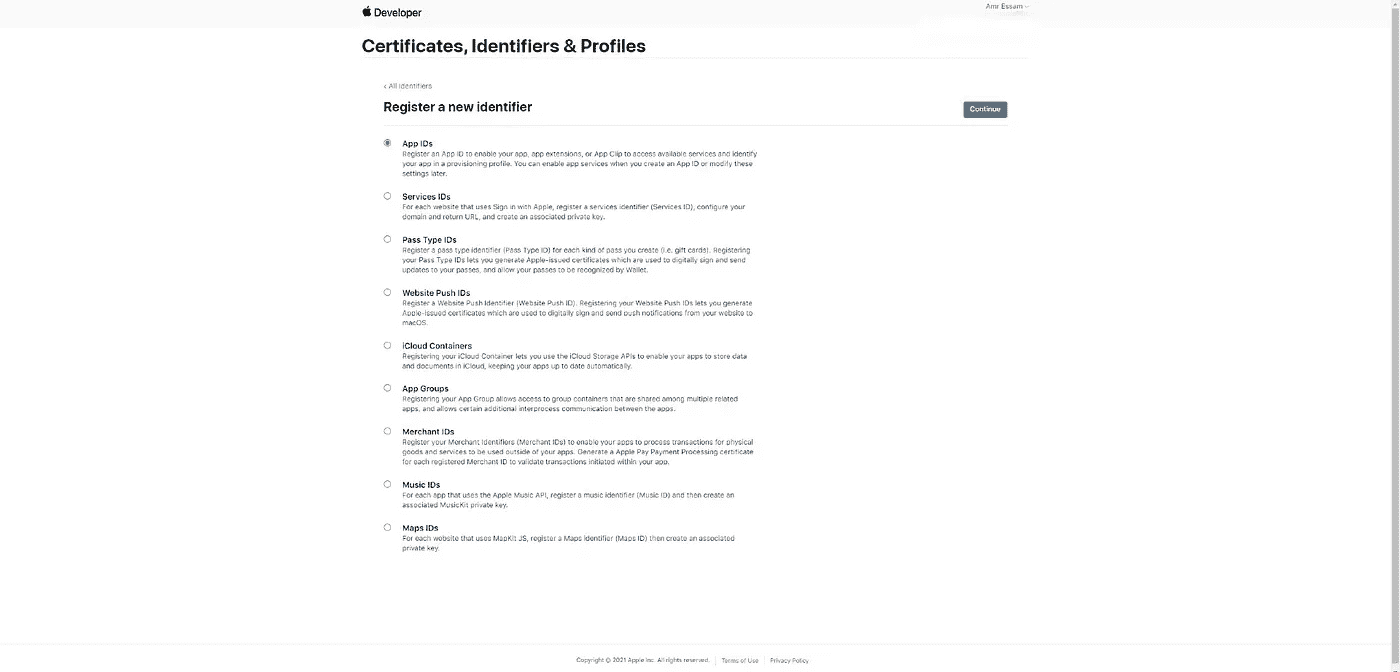 Developer
Amr Essam
Certificates, Identifiers & Profiles
‹ All Identifiers
Register a new identifier
Continue
App IDs
Register an App ID to enable your app, app extensions, or App Clip to access available services and identify
your app in a provisioning profile. You can enable app services when you create an App ID or modify these
settings later.
Services IDs
For each website that uses Sign in with Apple, register a services identifier (Services ID), configure your
domain and return URL, and create an associated private key.
Pass Type IDs
Register a pass type identifier (Pass Type ID) for each kind of pass you create (i.e. gift cards). Registering
your Pass Type IDs lets you generate Apple-issued certificates which are used to digitally sign and send
updates to your passes, and allow your passes to be recognized by Wallet.
Website Push IDs
Register a Website Push Identifier (Website Push ID). Registering your Website Push IDs lets you generate
Apple-issued certificates which are used to digitally sign and send push notifications from your website to
macOS.
iCloud Containers
Registering your iCloud Container lets you use the iCloud Storage APIs to enable your apps to store data
and documents in iCloud, keeping your apps up to date automatically.
App Groups
Registering your App Group allows access to group containers that are shared among multiple related
apps, and allows certain additional interprocess communication between the apps.
Merchant IDs
Register your Merchant Identifiers (Merchant IDs) to enable your apps to process transactions for physical
goods and services to be used outside of your apps. Generate a Apple Pay Payment Processing certificate
for each registered Merchant ID to validate transactions initiated within your app.
Music IDs
For each app that uses the Apple Music API, register a music identifier (Music ID) and then create an
associated MusicKit private key.
Maps IDs
For each website that uses MapKit JS, register a Maps identifier (Maps ID) then create an associated
private key.
Copyright © 2021 Apple Inc. All rights reserved. Terms of Use Privacy Policy